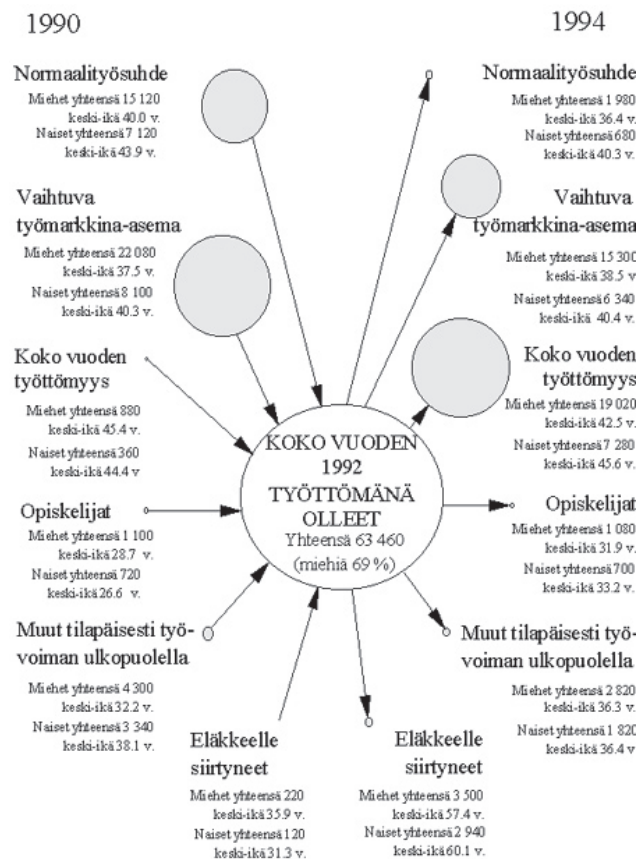 1990
1994
Normaalityösuhde
Miehet yhteensä 15 120
keski-ikä 40.0 v.
Naiset yhteensä 7 120
keski-ikä 43.9 v.
Vaihtuva
työmarkkina-asema
Miehet yhteensä 22 080
keski-ikä 37.5 v.
Naiset yhteensä 8 100
keski-ikä 40.3 v.
Koko vuoden
työttömyys
Miehet yhteensä 880
keski-ikä 45.4 v.
Naiset yhteensä 360
keski-ikä 44.4 v
Opiskelijat
Miehet yhteensä 1 100
keski-ikä 28.7 v.
Naiset yhteensä 720
keski-ikä 26.6 v.
Muut tilapäisesti työ-
voiman ulkopuolella
Miehet yhteensä 4 300
keski-ikä 32.2 v.
Naiset yhteensä 3 340
keski-ikä 38.1 v.
Eläkkeelle
siirtyneet
Miehet yhteensä 220
keski-ikä 35.9 v.
Naiset yhteensä 120
keski-ikä 31.3 v.
KOKO VUODEN
1992
TYÖTTÖMÄNÄ
OLLEET
Yhteensä 63 460
(miehiä 69 %)
Normaalityösuhde
Miehet yhteensä 1 980
keski-ikä 36.4 v.
Naiset yhteensä 680
keski-ikä 40.3 v.
Vaihtuva
työmarkkina-asema
Miehet yhteensä 15 300
keski-ikä 38.5 v.
Naiset yhteensä 6 340
keski-ikä 40.4 v.
Koko vuoden
työttömyys
Miehet yhteensä 19 020
keski-ikä 42.5 v.
Naiset yhteensä 7 280
keski-ikä 45.6 v.
Opiskelijat
Miehet yhteensä 1 080
keski-ikä 31.9 v.
Naiset yhteensä 700
keski-ikä 33.2 v.
Muut tilapäisesti työ-
voiman ulkopuolella
Miehet yhteensä 2 820
keski-ikä 36.3 v.
Naiset yhteensä 1 820
keski-ikä 36.4 v
Eläkkeelle
siirtyneet
Miehet yhteensä 3 500
keski-ikä 57.4 v.
Naiset yhteensä 2 940
keski-ikä 60.1 v.